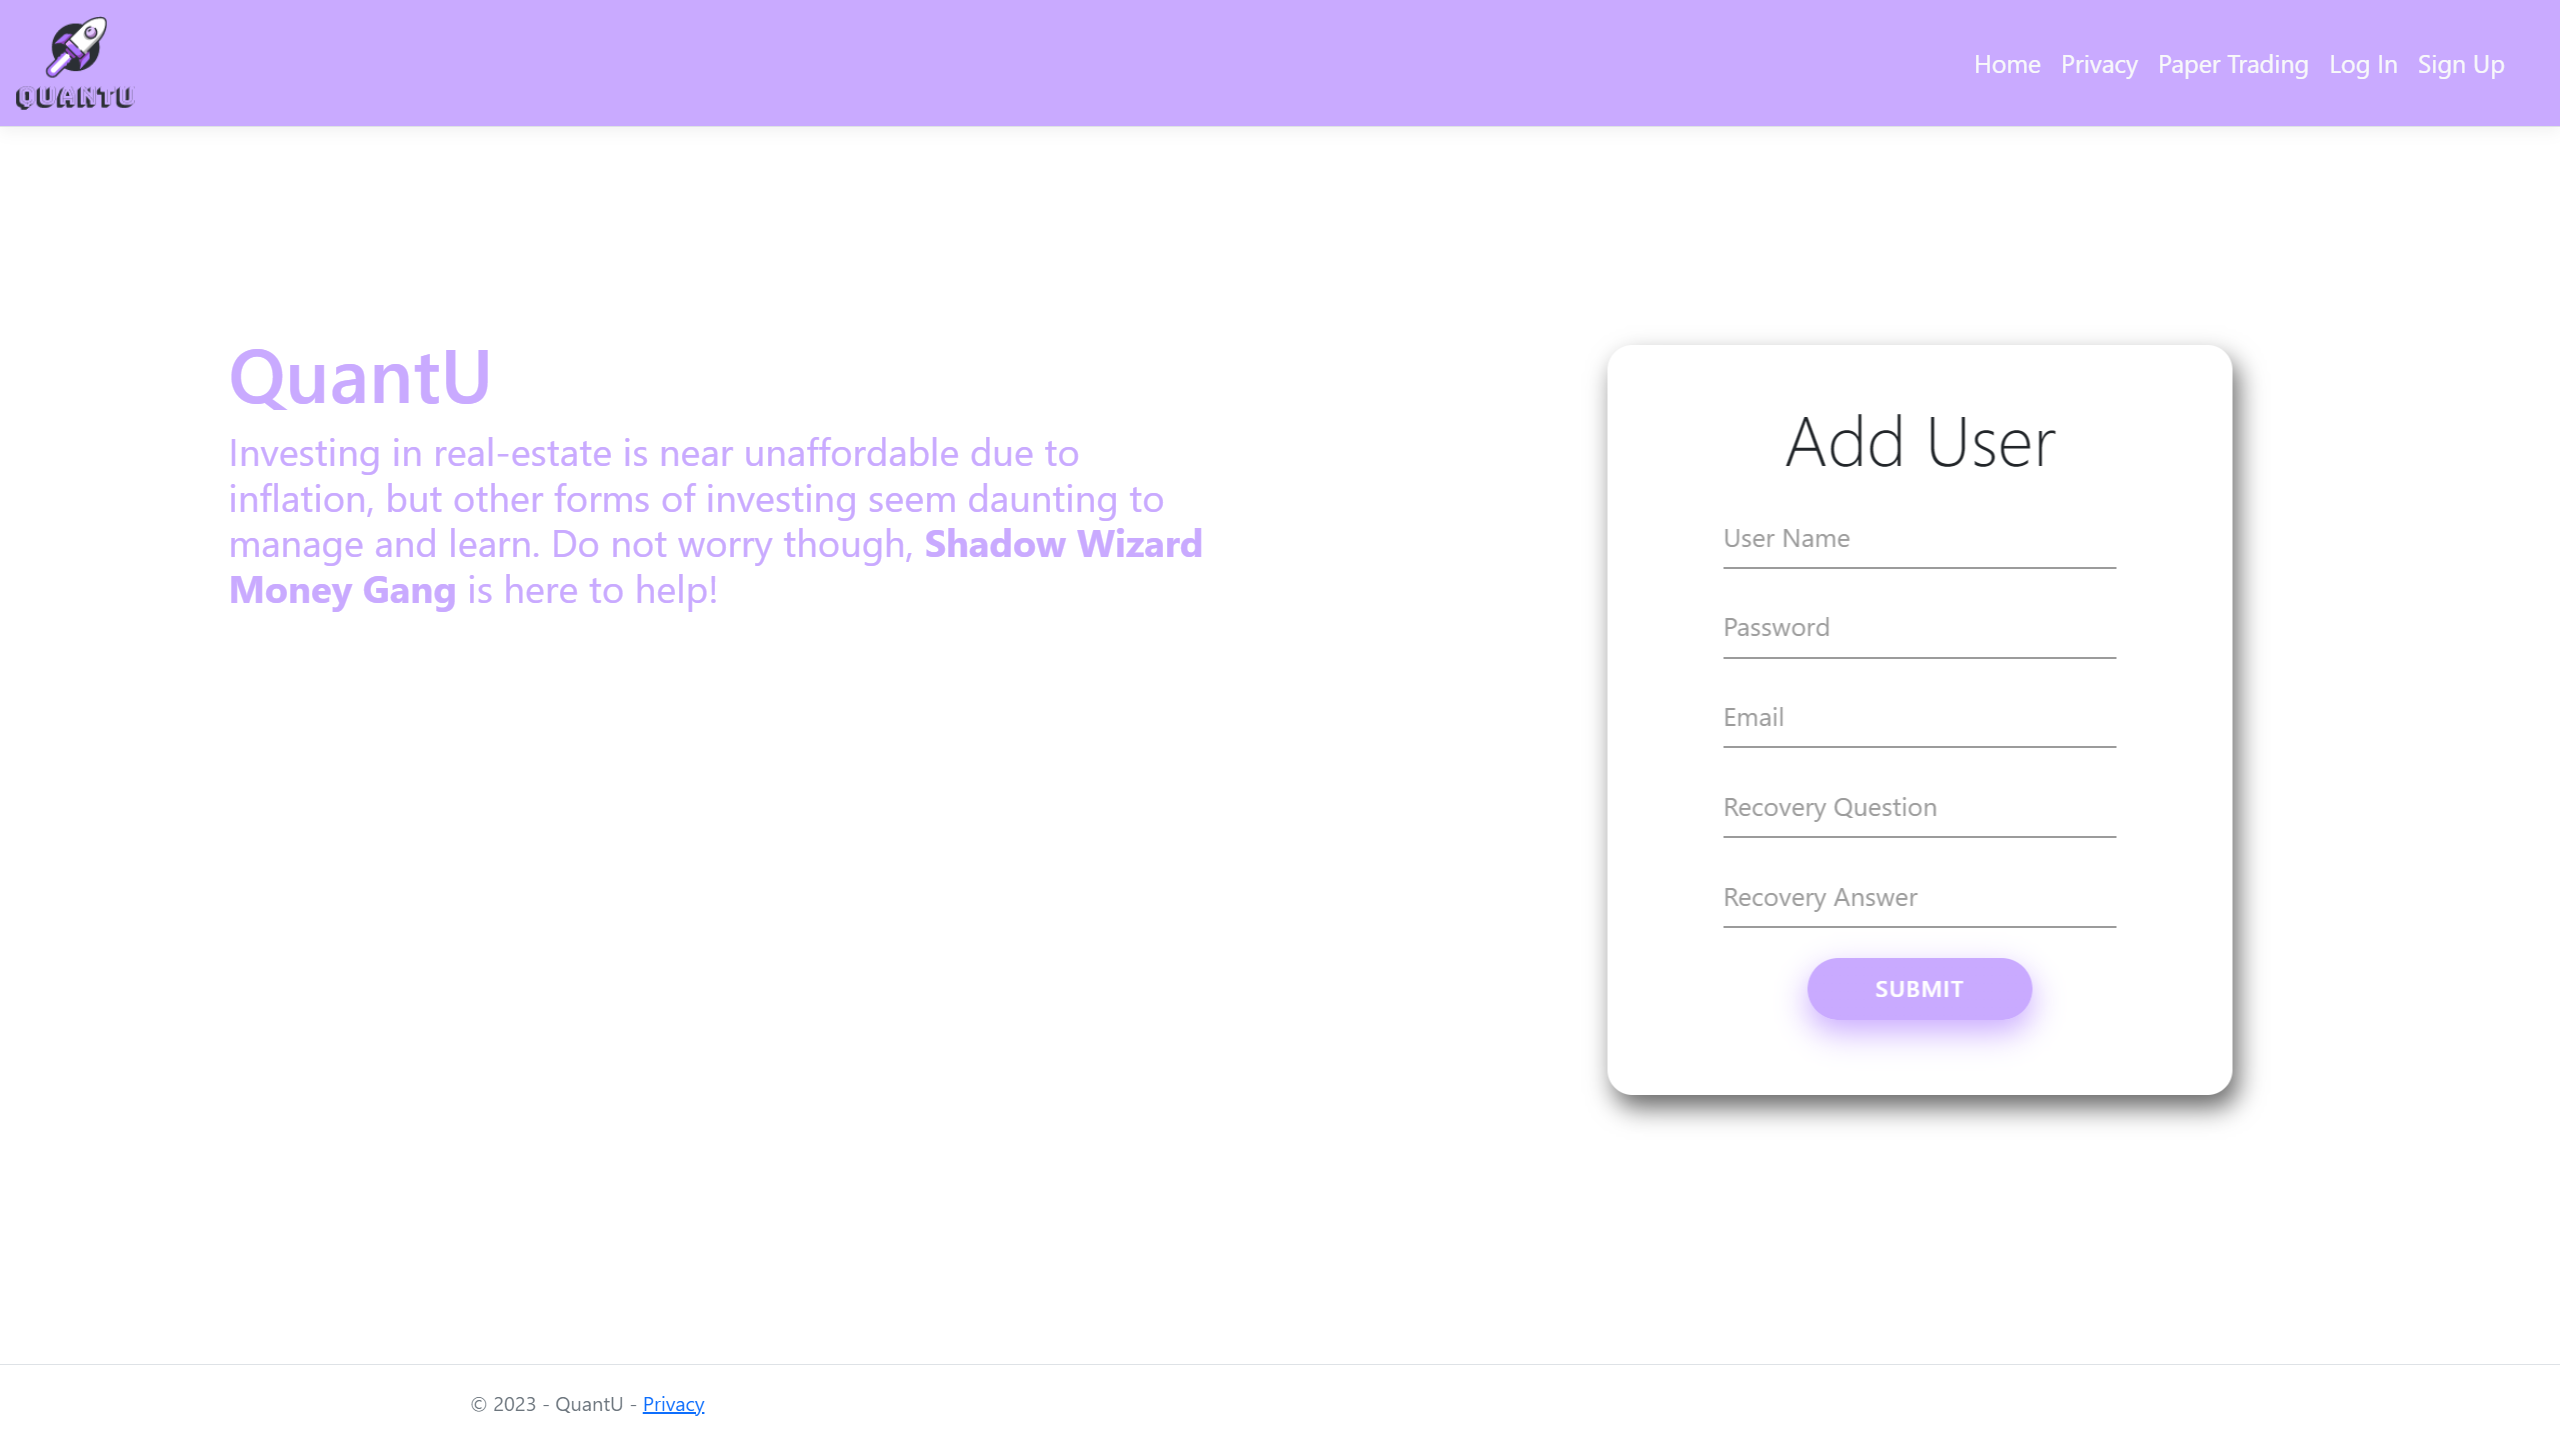 QUANTU
Home Privacy Paper Trading Log In Sign Up
QuantU
Investing in real-estate is near unaffordable due to
inflation, but other forms of investing seem daunting to
manage and learn. Do not worry though, Shadow Wizard
Money Gang is here to help!
Add User
User Name
Password
Email
Recovery Question
Recovery Answer
SUBMIT
© 2023 - QuantU - Privacy